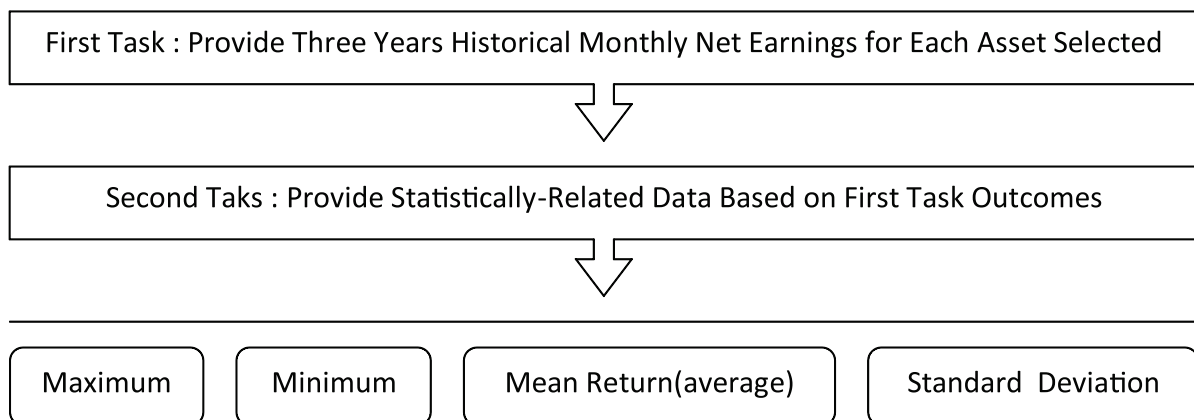 First Task : Provide Three Years Historical Monthly Net Earnings for Each Asset Selected
Second Taks : Provide Statistically-Related Data Based on First Task Outcomes
Maximum
Minimum
Mean Return(average)
Standard Deviation